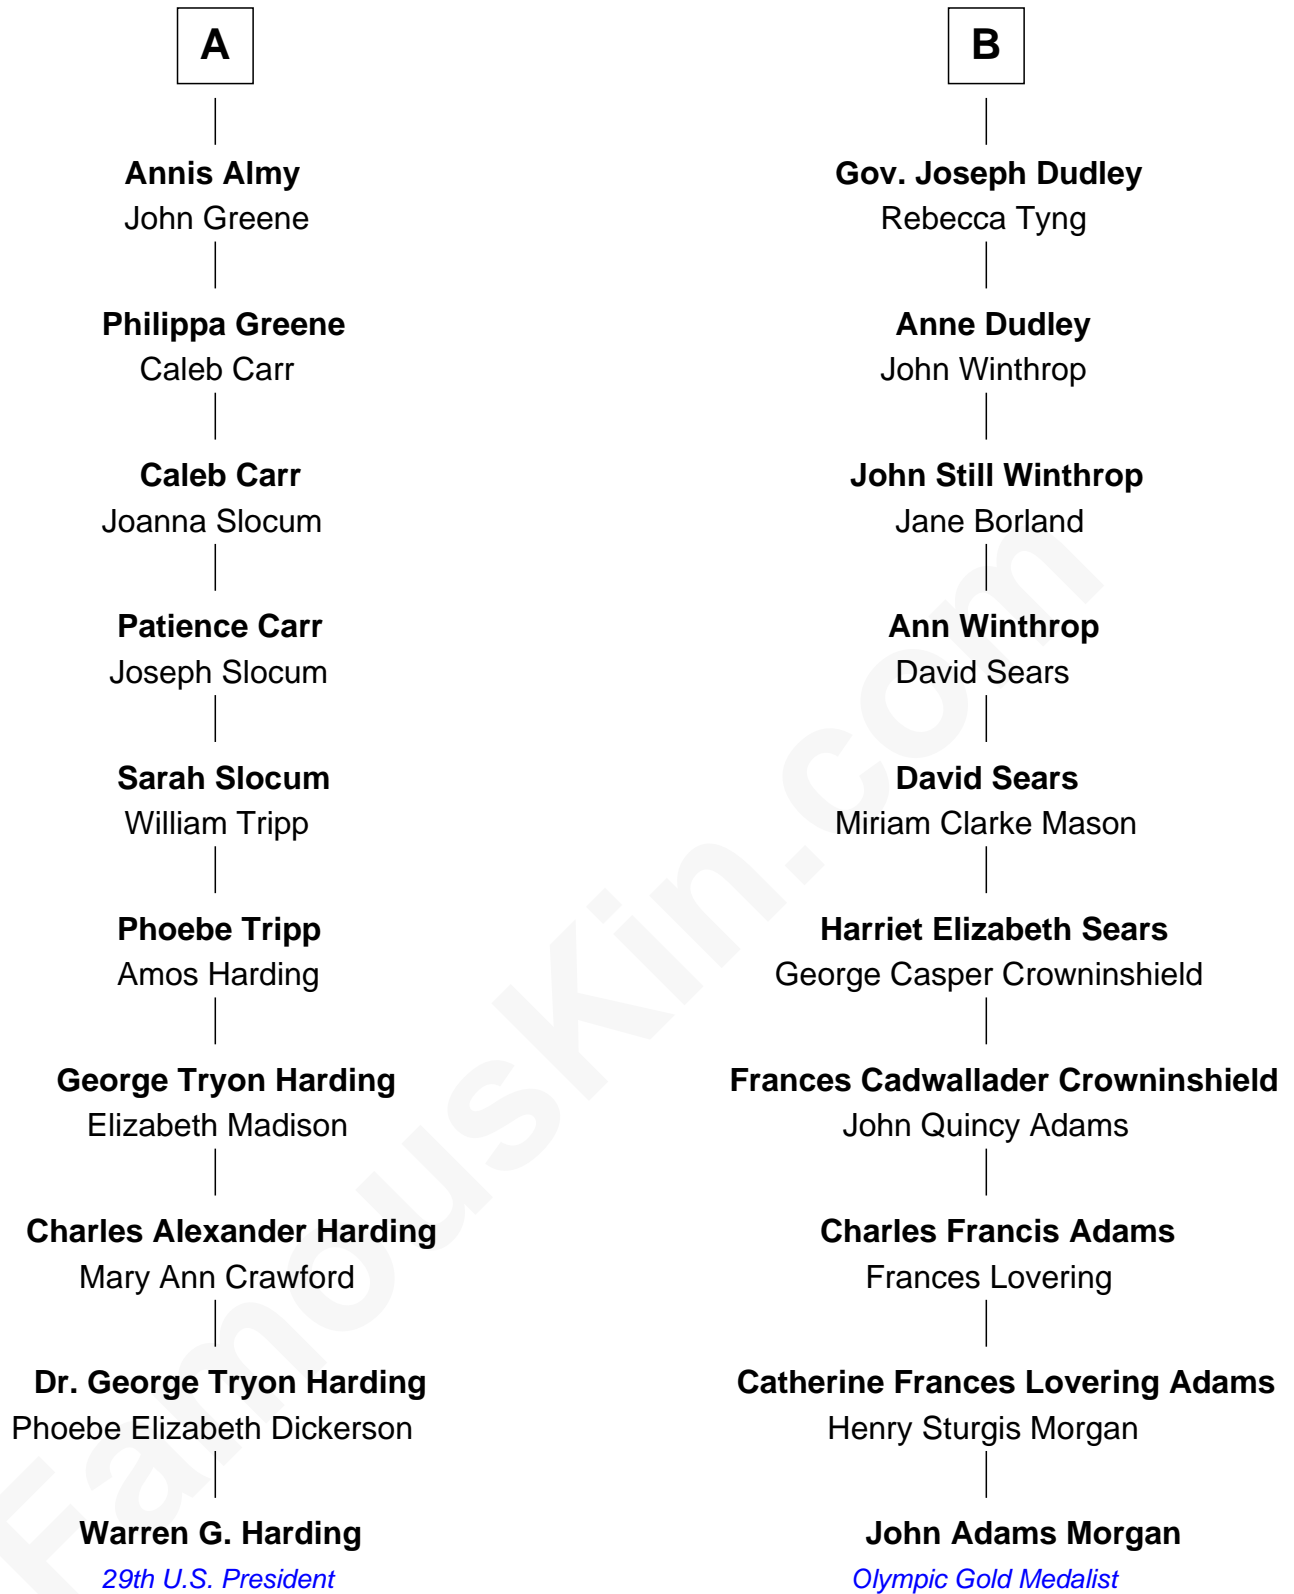 A
Annis Almy
John Greene
Philippa Greene
Caleb Carr
Caleb Carr
Joanna Slocum
Patience Carr
Joseph Slocum
Sarah Slocum
William Tripp
Phoebe Tripp
Amos Harding
George Tryon Harding
Elizabeth Madison
Charles Alexander Harding
Mary Ann Crawford
Dr. George Tryon Harding
Phoebe Elizabeth Dickerson
Warren G. Harding
29th U.S. President
B
Gov. Joseph Dudley
Rebecca Tyng
Anne Dudley
John Winthrop
John Still Winthrop
Jane Borland
Ann Winthrop
David Sears
David Sears
Miriam Clarke Mason
Harriet Elizabeth Sears
George Casper Crowninshield
Frances Cadwallader Crowninshield
John Quincy Adams
Charles Francis Adams
Frances Lovering
Catherine Frances Lovering Adams
Henry Sturgis Morgan
John Adams Morgan
Olympic Gold Medalist
FamousKin.com